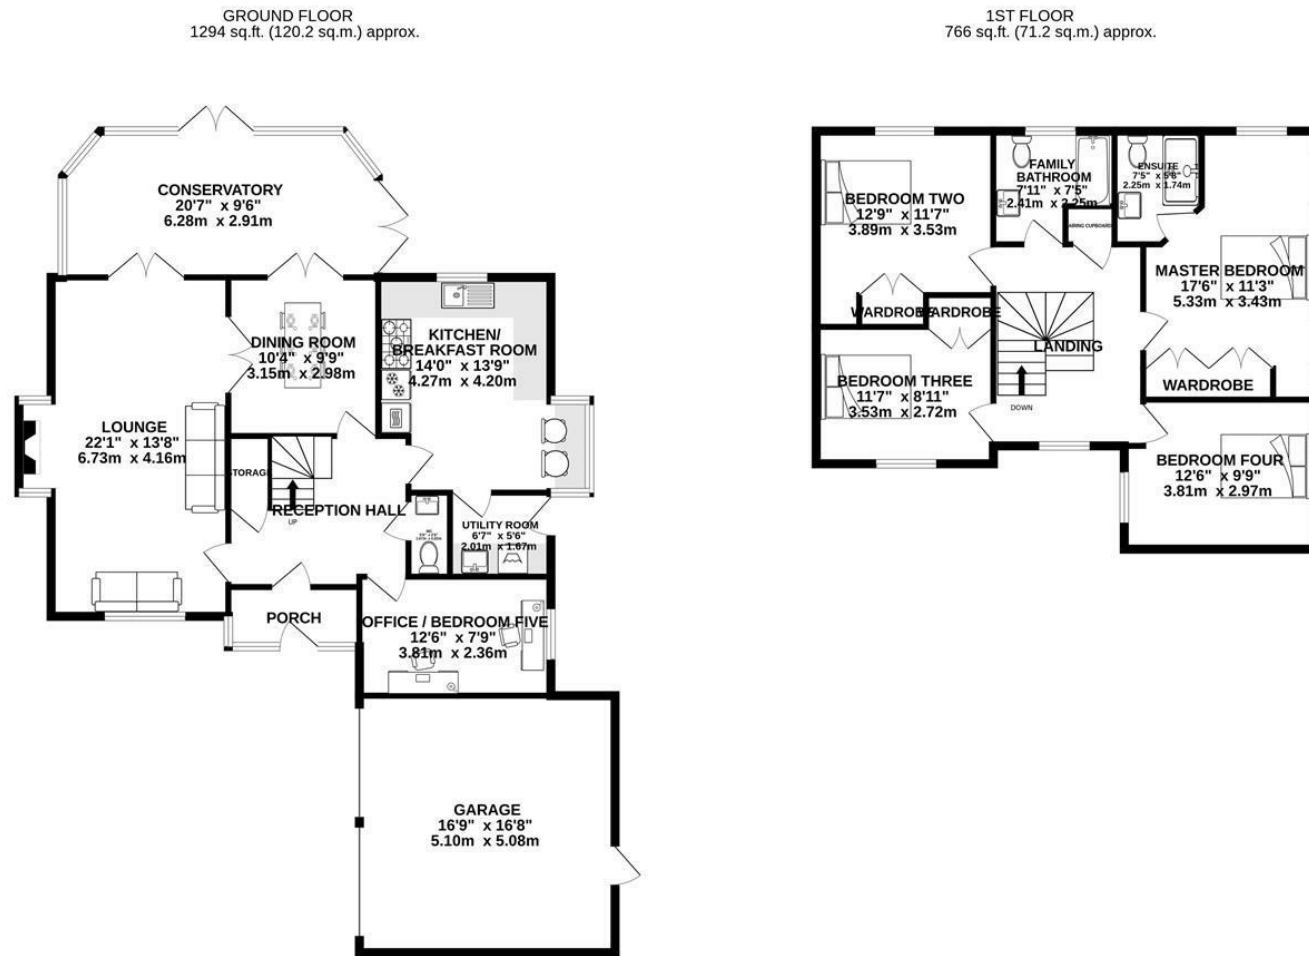 GROUND FLOOR
1294 sq.ft. (120.2 sq.m.) approx.
CONSERVATORY
20'7" x 9'6"
6.28m x 2.91m
DINING ROOM
10'4" x 9'9"
3.15m x 2.98m
KITCHEN/
BREAKFAST ROOM
14'0" x 13'9"
4.27m x 4.20m
LOUNGE
22'1" x 13'8"
6.73m x 4.16m
STORAGE
RECEPTION HALL
UP
UTILITY ROOM
6'7" x 5'6"
2.01m x 1.67m
PORCH
OFFICE / BEDROOM FIVE
12'6" x 7'9"
3.81m x 2.36m
GARAGE
16'9" x 16'8"
5.10m x 5.08m
1ST FLOOR
766 sq.ft. (71.2 sq.m.) approx.
BEDROOM TWO
12'9" x 11'7"
3.89m x 3.53m
FAMILY
BATHROOM
7'11" x 7'5"
2.41m x 2.25m
ENSUITE
7'5" x 5'8"
2.25m x 1.74m
AIRING CUPBOARD
MASTER BEDROOM
17'6" x 11'3"
5.33m x 3.43m
WARDROBE
WARDROBE
LANDING
DOWN
WARDROBE
BEDROOM THREE
11'7" x 8'11"
3.53m x 2.72m
BEDROOM FOUR
12'6" x 9'9"
3.81m x 2.97m